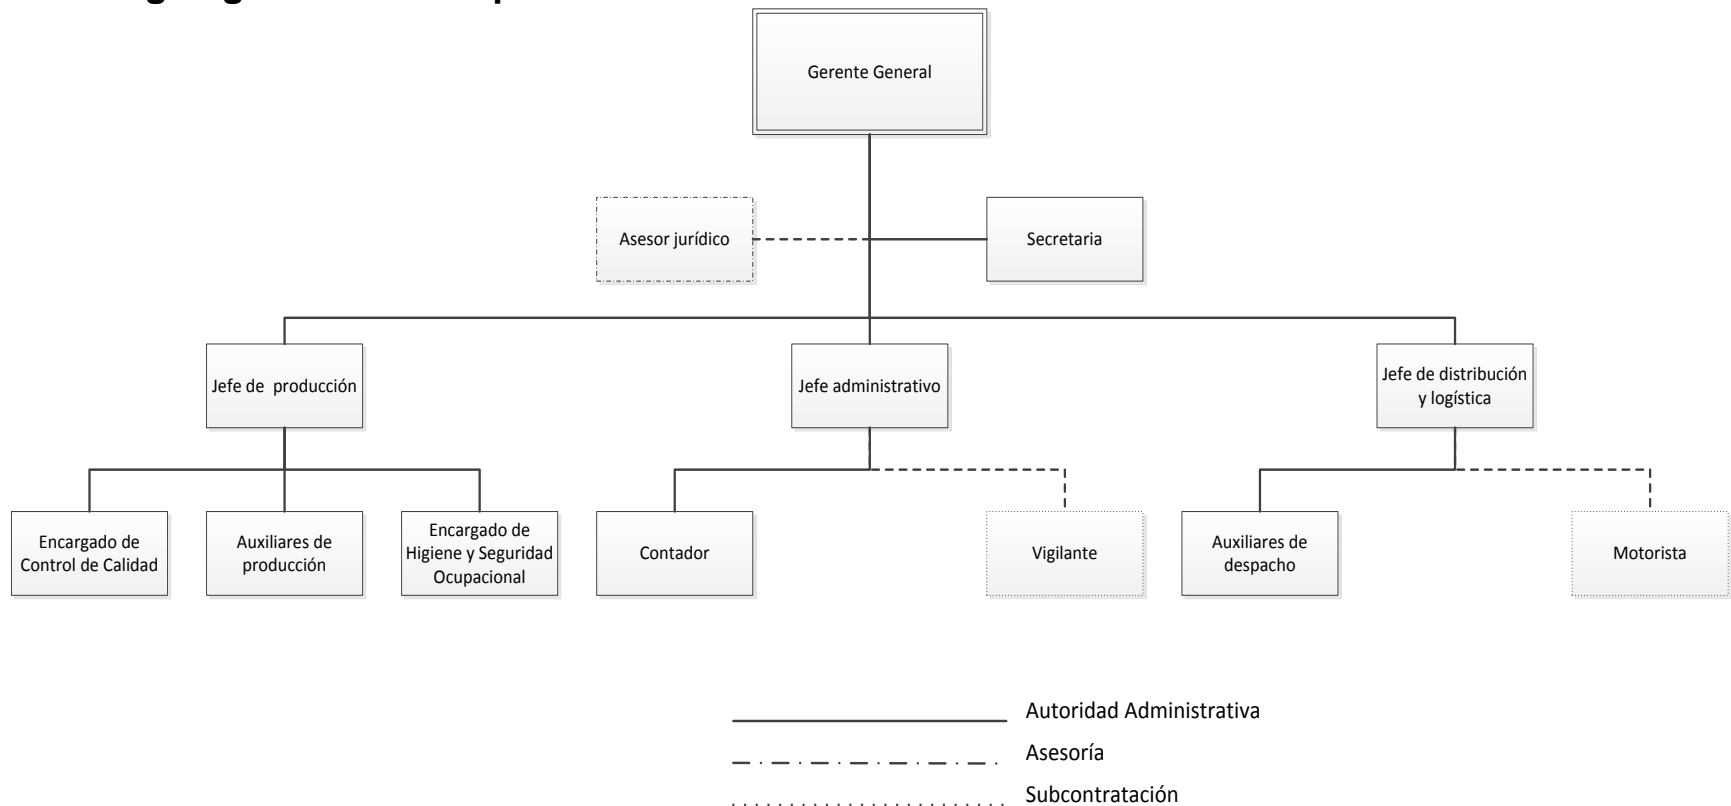 Gerente General
Asesor jurídico
Secretaria
Jefe de producción
Jefe administrativo
Jefe de distribución
y logística
Encargado de
Control de Calidad
Auxiliares de
producción
Encargado de
Higiene y Seguridad
Ocupacional
Contador
Vigilante
Auxiliares de
despacho
Motorista
Autoridad Administrativa
Asesoría
Subcontratación